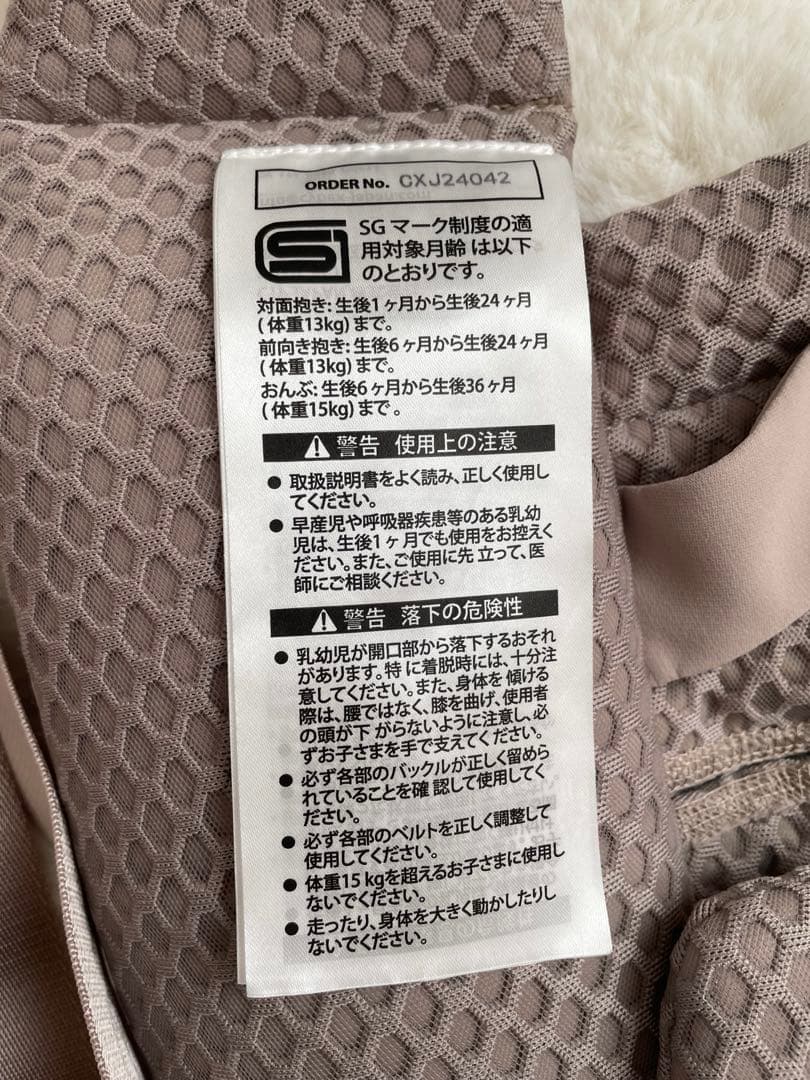 ORDER No. CXJ24042
SG マーク制度の適
用対象月齢 は以下
のとおりです。
対面抱き: 生後1ヶ月から生後24ヶ月
( 体重13kg) まで。
前向き抱き: 生後6ヶ月から生後24ヶ月
( 体重13kg) まで。
おんぶ: 生後6ヶ月から生後36ヶ月
( 体重15kg) まで 。
警告 使用上の注意
● 取扱説明書をよく読み、正しく使用し
てください。
● 早産児や呼吸器疾患等のある乳幼
児は、生後1ヶ月でも使用をお控えく
ださい。また、ご使用に先 立って、医
師にご相談ください。
警告 落下の危険性
● 乳幼児が開口部から落下するおそれ
があります。特 に着脱時には、十分注
意してください。また、身体を 傾ける
際は、腰ではなく、膝を曲げ、使用者
の頭が下 がらないように注意し、必
ずお子さまを手で支えてください。
● 必ず各部のバックルが正しく留めら
れていることを確 認して使用してく
ださい。
● 必ず各部のベルトを正しく調整して
使用してください。
● 体重15 kgを超えるお子さまに使用し
ないでください。
● 走ったり、身体を大きく動かしたりし
ないでください。